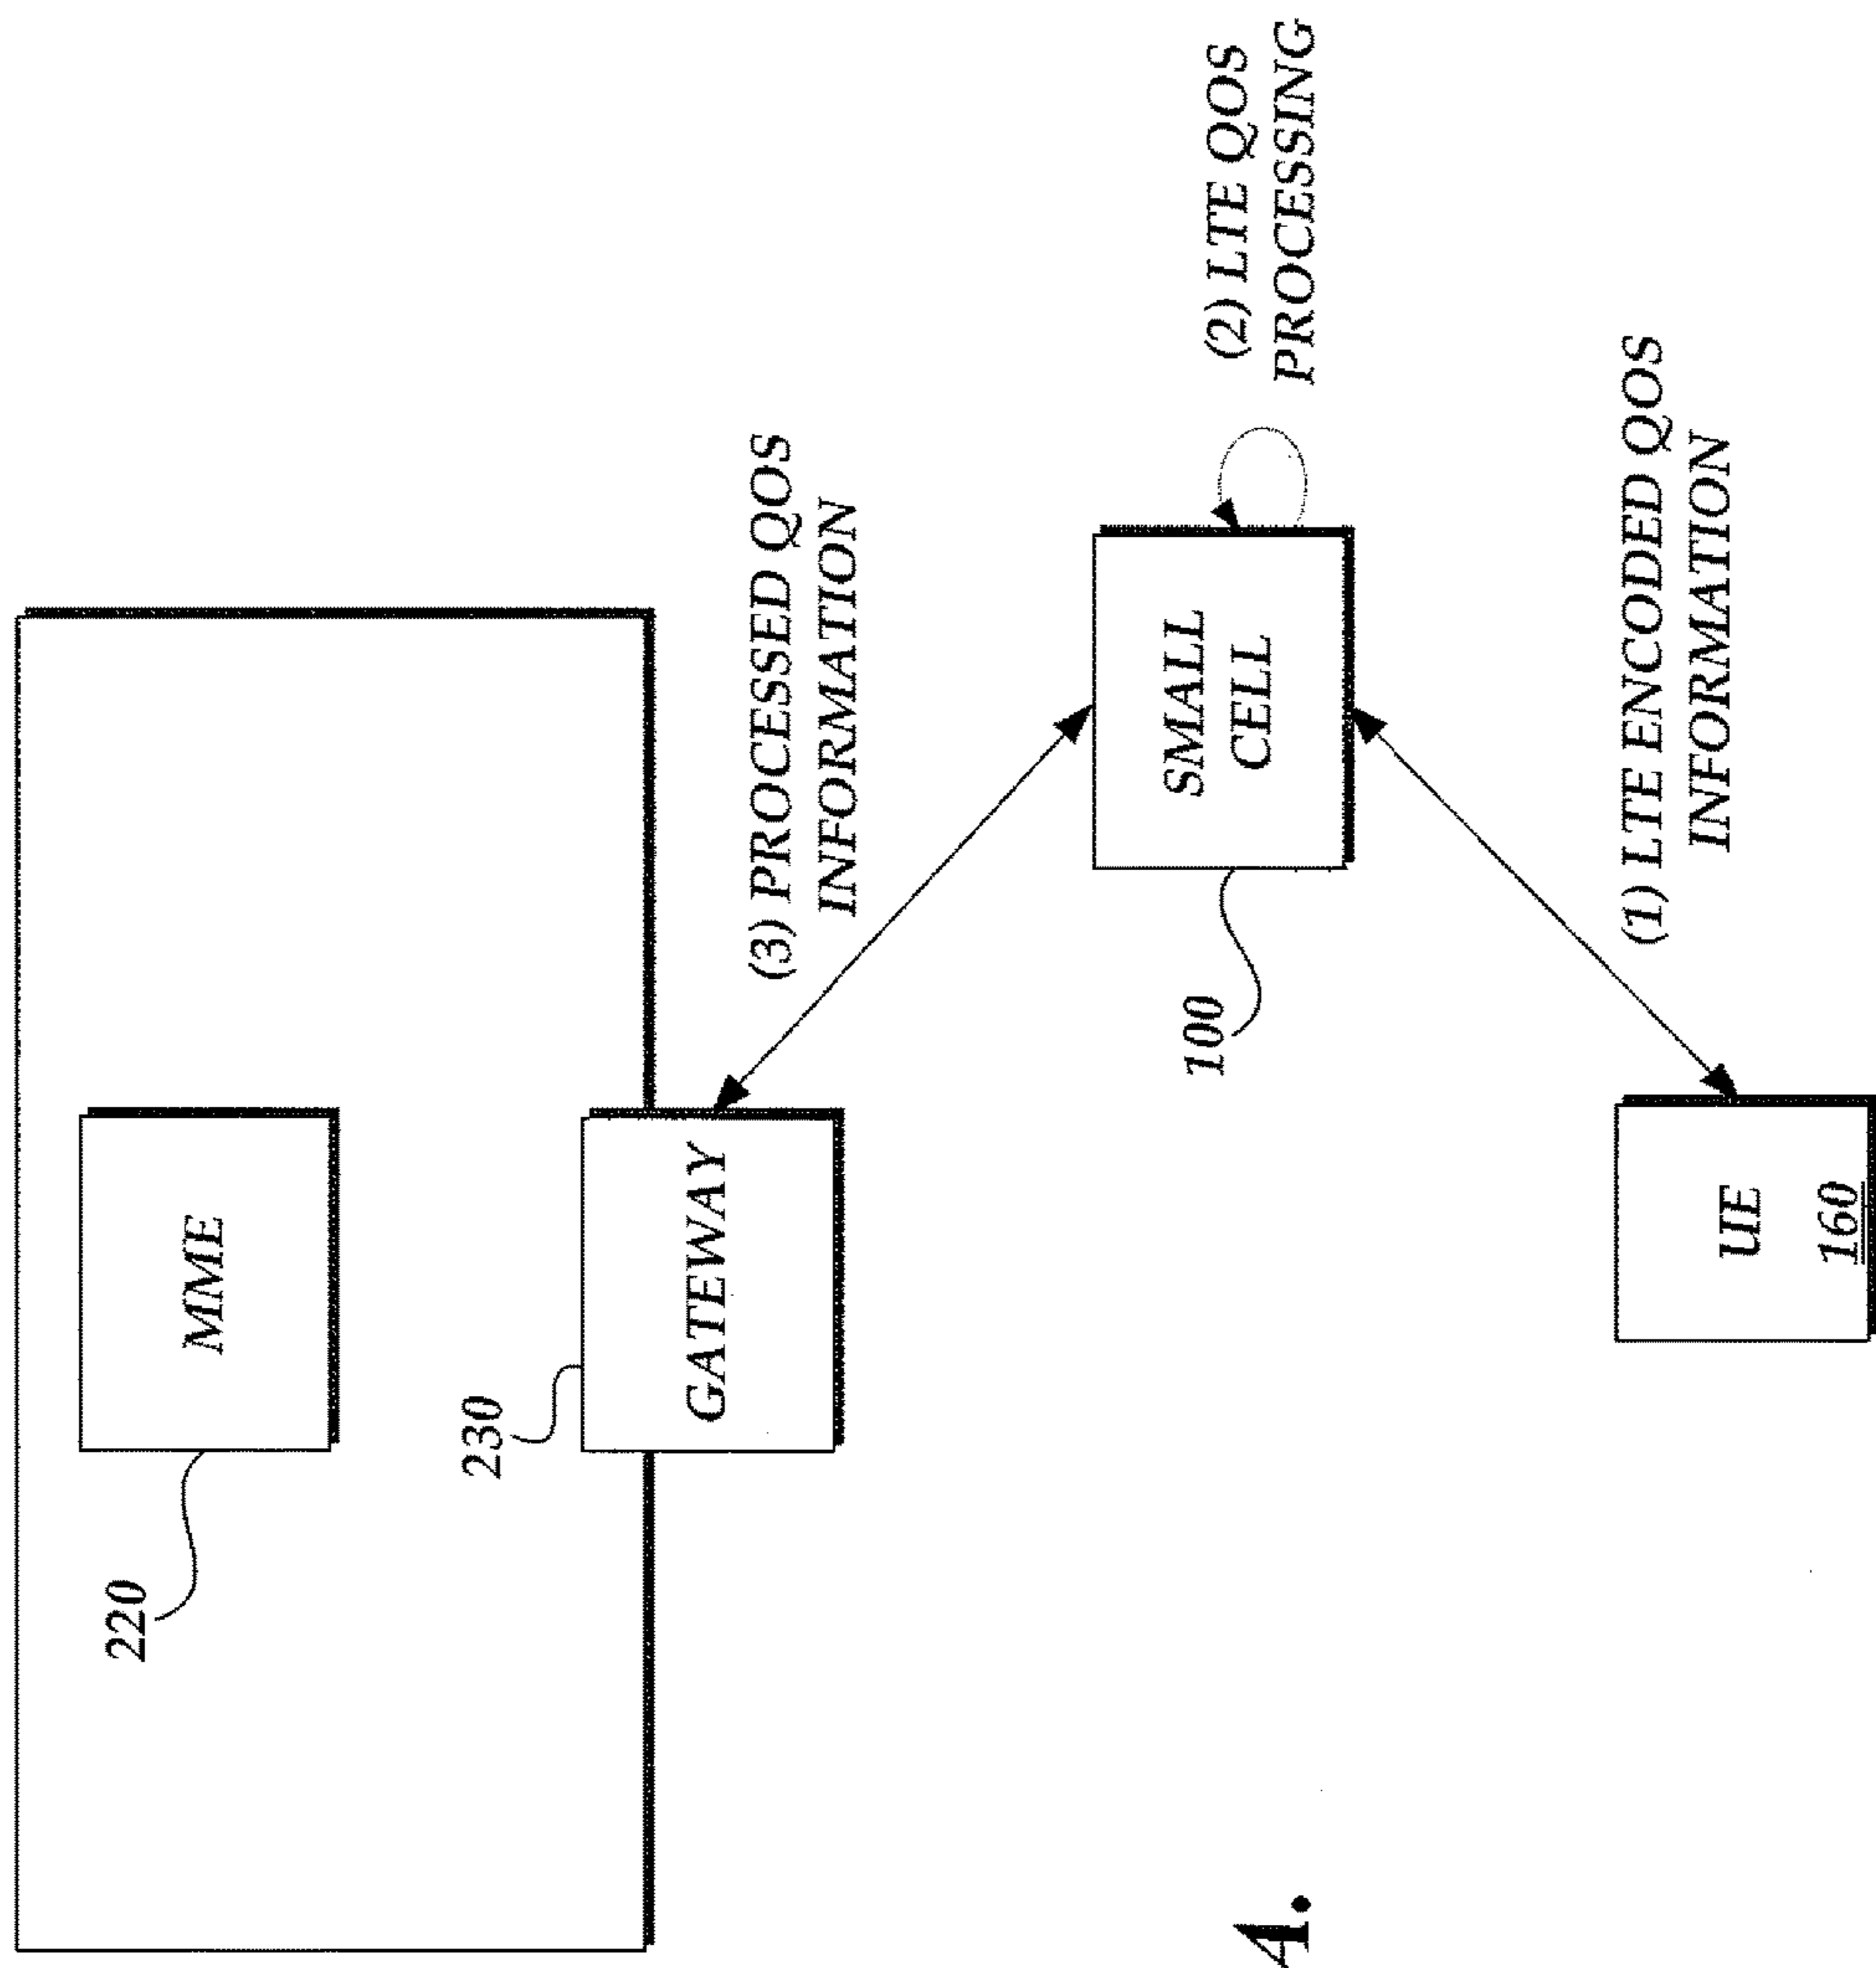 MME
220
230
GATEWAY
(3) PROCESSED QOS
INFORMATION
SMALL
CELL
100
(2) LTE QOS
PROCESSING
(1) LTE ENCODED QOS
INFORMATION
UE
160
A.